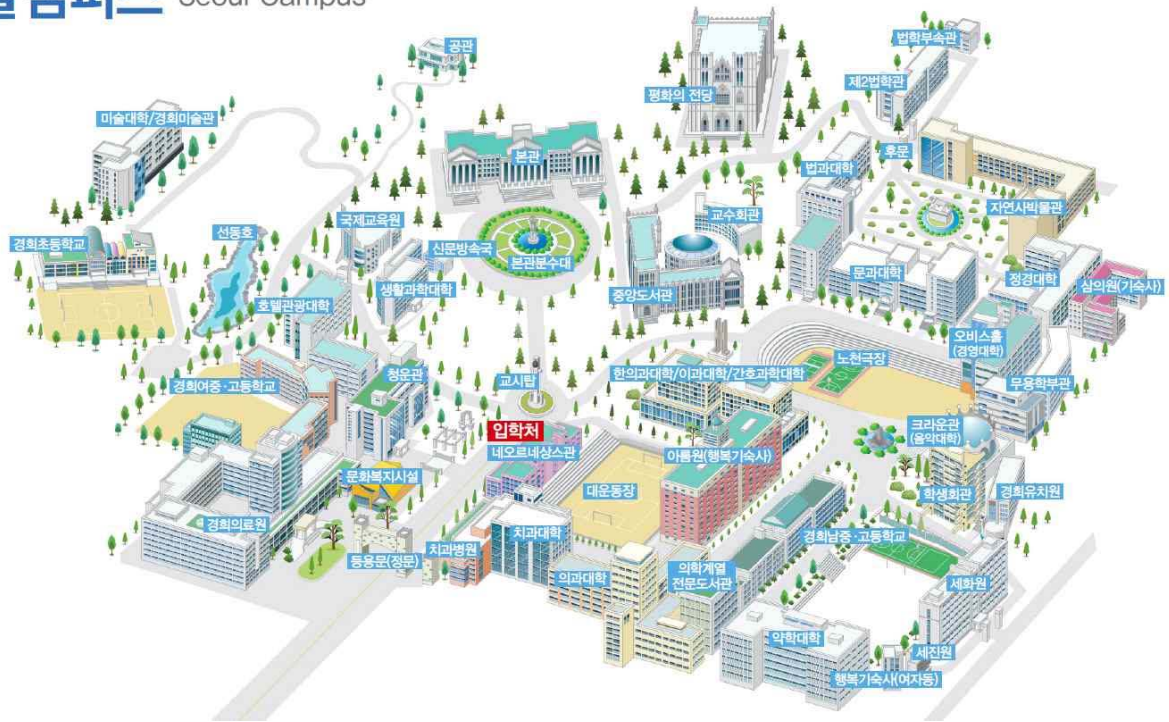 캠퍼스 Seoul Campus
공관
법학부속관
제2법학관
평화의 전당
미술대학/경희미술관
본관
법과대학
후문
자연사박물관
경희초등학교
선동호
국제교육원
신문방송국
본관분수대
교수회관
생활과학대학
중앙도서관
문과대학
정경대학
삼의원(기숙사)
호텔관광대학
오비스홀
(경영대학)
노천극장
한의과대학/이과대학/간호과학대학
청운관
교시탑
경희여중·고등학교
무용학부관
입학처
네오르네상스관
크라운관
(음악대학)
아름원(행복기숙사)
문화복지시설
대운동장
학생회관
경희유치원
경희의료원
치과대학
경희남중·고등학교
등용문(정문)
치과병원
의과대학
의학계열
전문도서관
세화원
약학대학
세진원
행복기숙사(여자동)